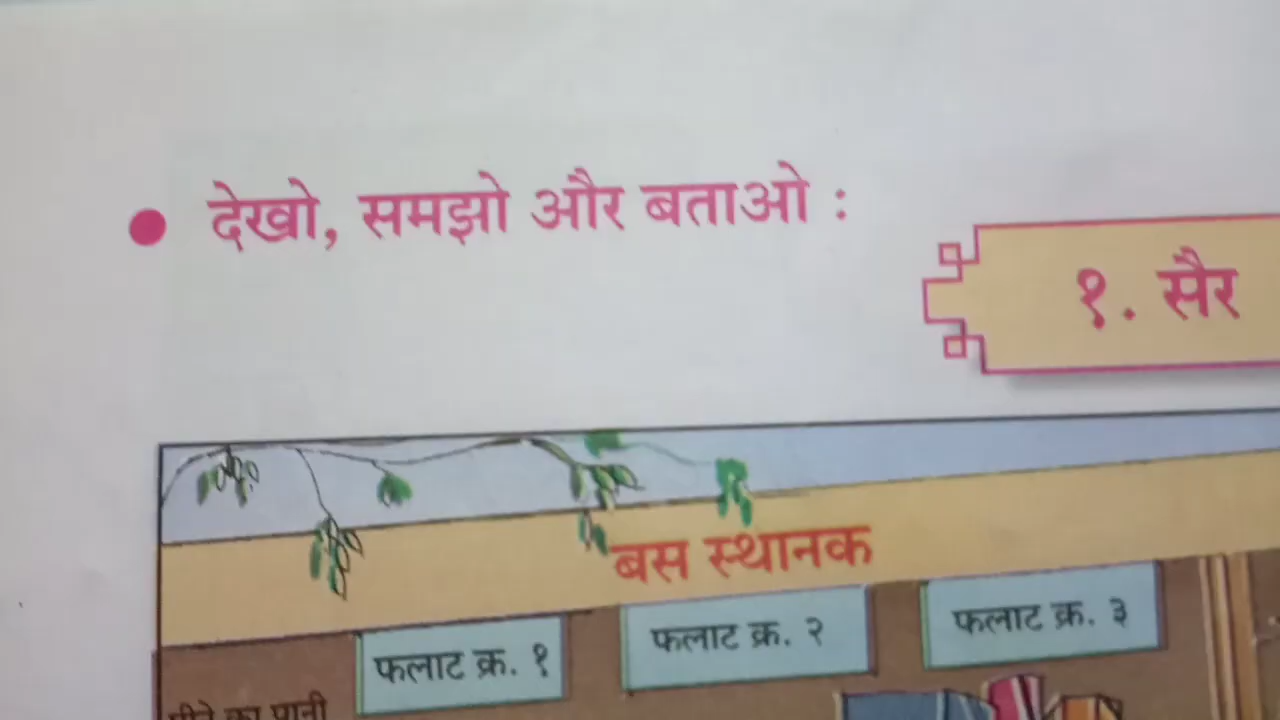 ● देखो, समझो और बताओ :
१. सैर
बस स्थानक
फलाट क्र. १
फलाट क्र. २
फलाट क्र. ३
पीने का पानी